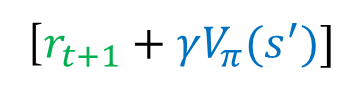 [r_{t+1} + γV_π(s′)]